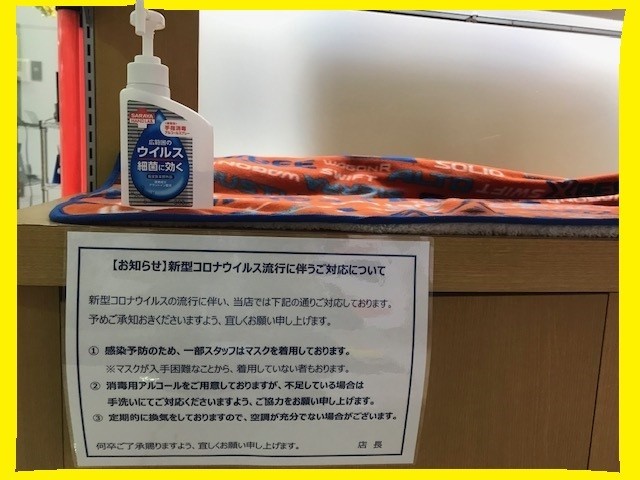 SARAYA
手指消毒
広範囲の
ウイルス
細菌に効く
WAGONR
SOLIO
SWIFT
SWIFT
【お知らせ】新型コロナウイルス流行に伴うご対応について
新型コロナウイルスの流行に伴い、当店では下記の通りご対応しております。
予めご承知おきくださいますよう、宜しくお願い申し上げます。
① 感染予防のため、一部スタッフはマスクを着用しております。
※マスクが入手困難なことから、着用していない者もおります。
② 消毒用アルコールをご用意しておりますが、不足している場合は
手洗いにてご対応くださいますよう、ご協力をお願い申し上げます。
③ 定期的に換気をしておりますので、空調が充分でない場合がございます。
何卒ご了承賜りますよう、宜しくお願い申し上げます。 店 長